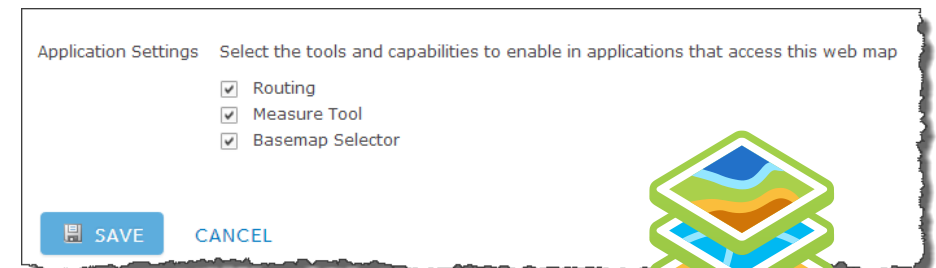 Application Settings Select the tools and capabilities to enable in applications that access this web map
Routing
Measure Tool
Basemap Selector
SAVE CANCEL